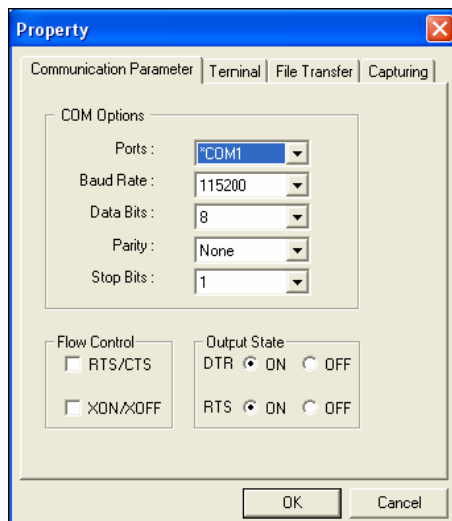 Property
Communication Parameter Terninal File Transfer Capturing
COM Options
Ports : *COM1
Baud Rate : 115200
Data Bits : 8
Parity : None
Stop Bits : 1
Flow Control
RTS/CTS
XON/XOFF
Output State
DTR ON OFF
RTS ON OFF
OK Cancel